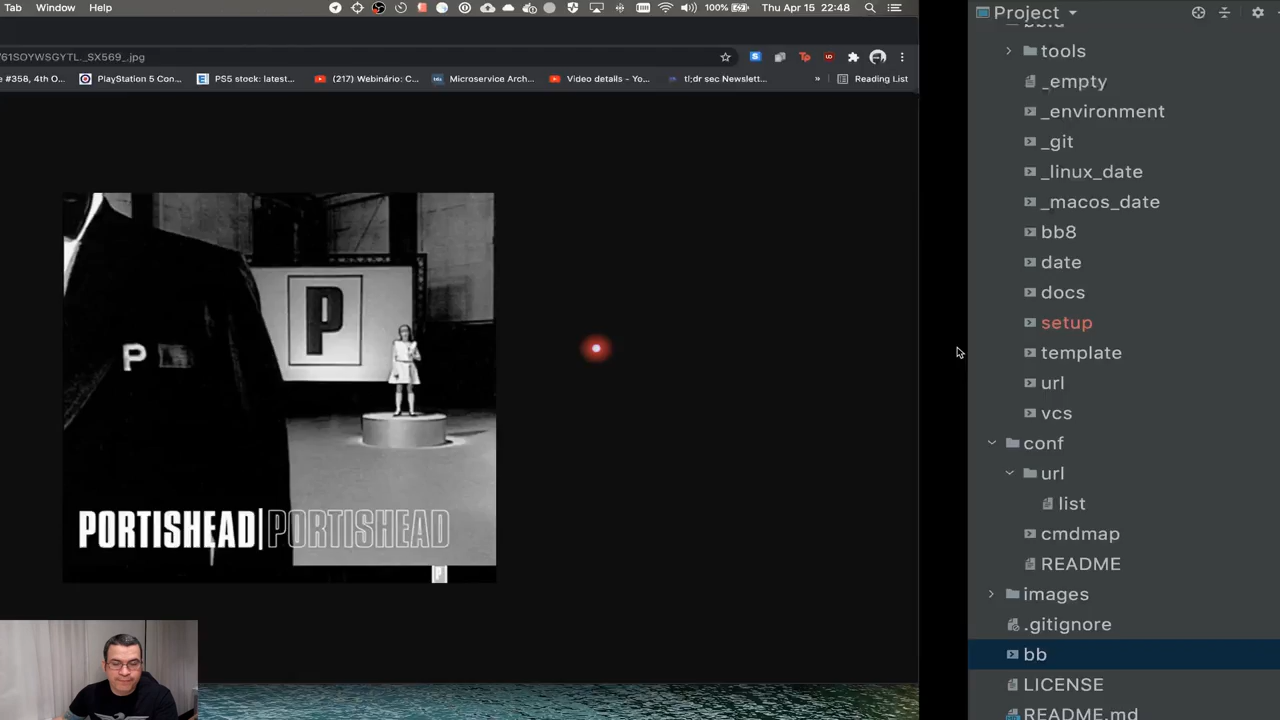 Tab Window Help
100% Thu Apr 15 22:48
/61SOYWSGYTL._SX569_.jpg
#358, 4th O... PlayStation 5 Con... PS5 stock: latest... (217) Webinário: C... Microservice Arch... Video details - Yo... tl;dr sec Newslett... » Reading List
P
P
PORTISHEAD|PORTISHEAD
P
Project
tools
_empty
_environment
_git
_linux_date
_macos_date
bb8
date
docs
setup
template
url
vcs
conf
url
list
cmdmap
README
images
.gitignore
bb
LICENSE
README.md